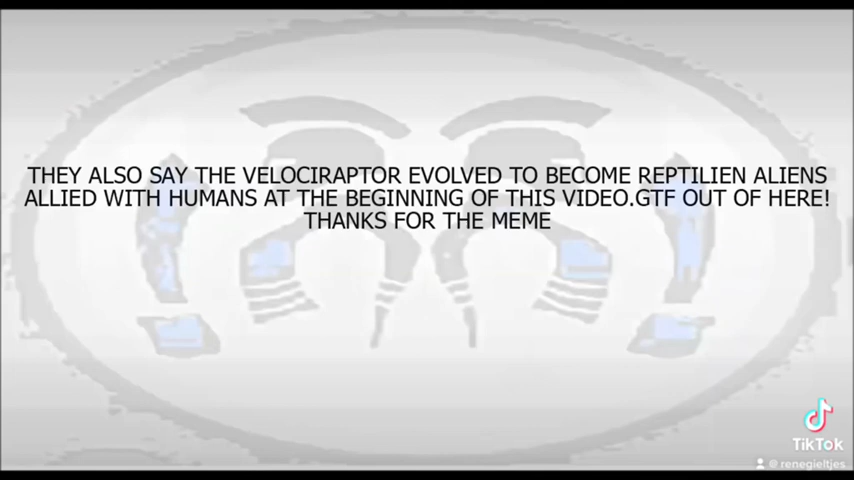 THEY ALSO SAY THE VELOCIRAPTOR EVOLVED TO BECOME REPTILIEN ALIENS
ALLIED WITH HUMANS AT THE BEGINNING OF THIS VIDEO.GTF OUT OF HERE!
THANKS FOR THE MEME
TikTok
@ renegieltjes